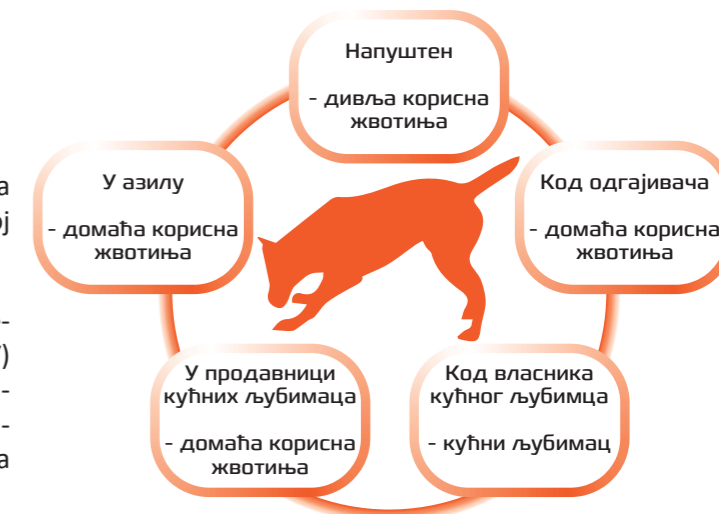 Напуштен
- дивља корисна
жвотиња
Код одгајивача
- домаћа корисна
жвотиња
Код власника
кућног љубимца
- кућни љубимац
У продавници
кућних љубимаца
- домаћа корисна
жвотиња
У азилу
- домаћа корисна
жвотиња